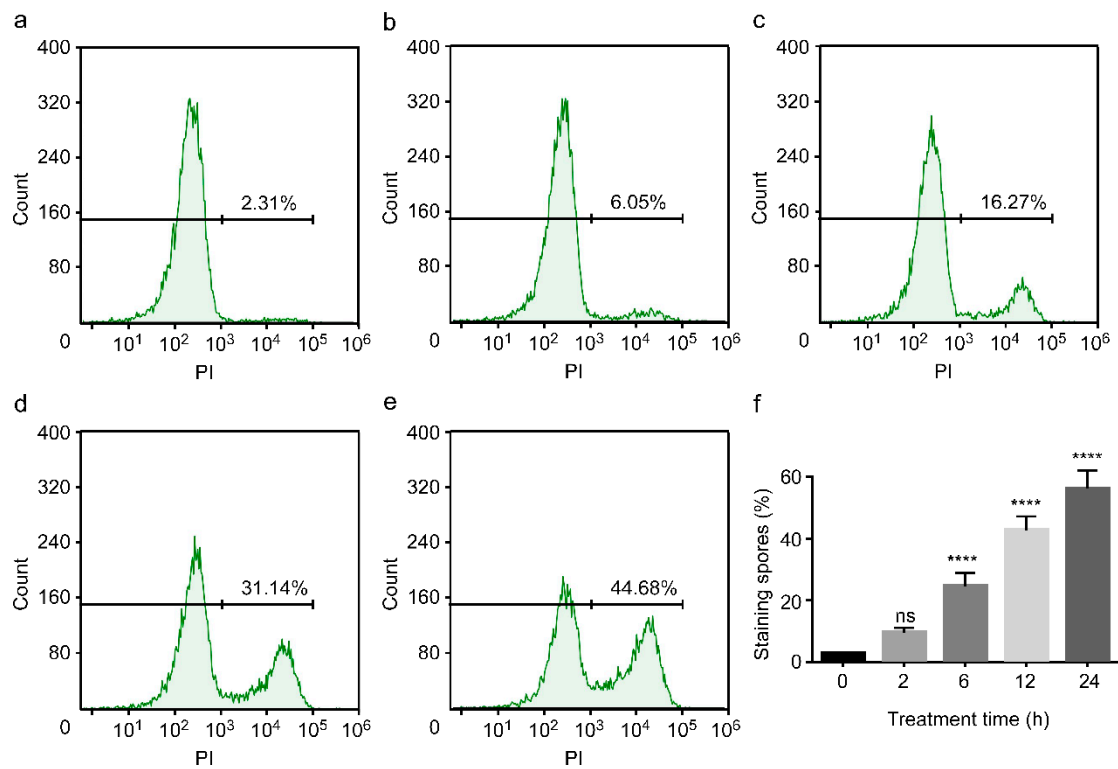 a
400
320
240
160
80
0
Count
2.31%
10¹ 10² 10³ 10⁴ 10⁵ 10⁶
PI
b
400
320
240
160
80
0
Count
6.05%
10¹ 10² 10³ 10⁴ 10⁵ 10⁶
PI
c
400
320
240
160
80
0
Count
16.27%
10¹ 10² 10³ 10⁴ 10⁵ 10⁶
PI
d
400
320
240
160
80
0
Count
31.14%
10¹ 10² 10³ 10⁴ 10⁵ 10⁶
PI
e
400
320
240
160
80
0
Count
44.68%
10¹ 10² 10³ 10⁴ 10⁵ 10⁶
PI
f
60
40
20
0
Staining spores (%)
ns
****
****
****
0 2 6 12 24
Treatment time (h)